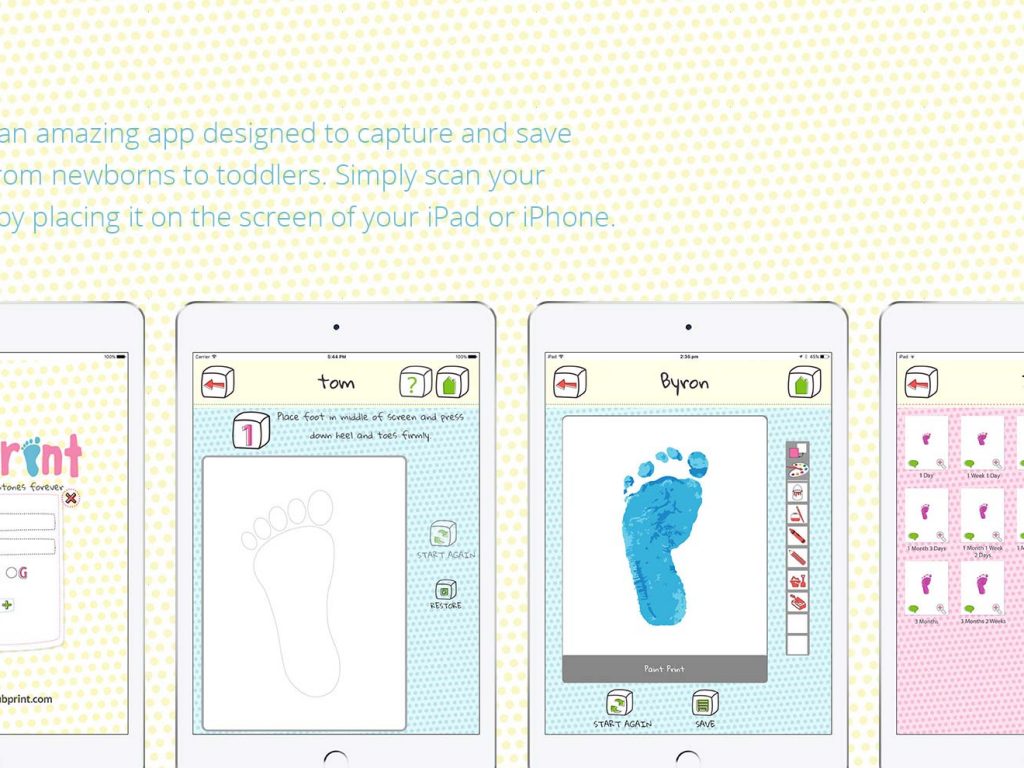 an amazing app designed to capture and save
rom newborns to toddlers. Simply scan your
by placing it on the screen of your iPad or iPhone.
100%
Carrier
5:44 PM
100%
iPad
2:35 pm
45%
iPad
tom
?
Byron
1
Place foot in middle of screen and press
down heel and toes firmly.
rint
tones forever
G
ubprint.com
START AGAIN
RESTORE
Paint Print
START AGAIN
SAVE
1 Day
1 Week 1 Day
1 Month 3 Days
1 Month 1 Week
2 Days
3 Months
3 Months 2 Weeks